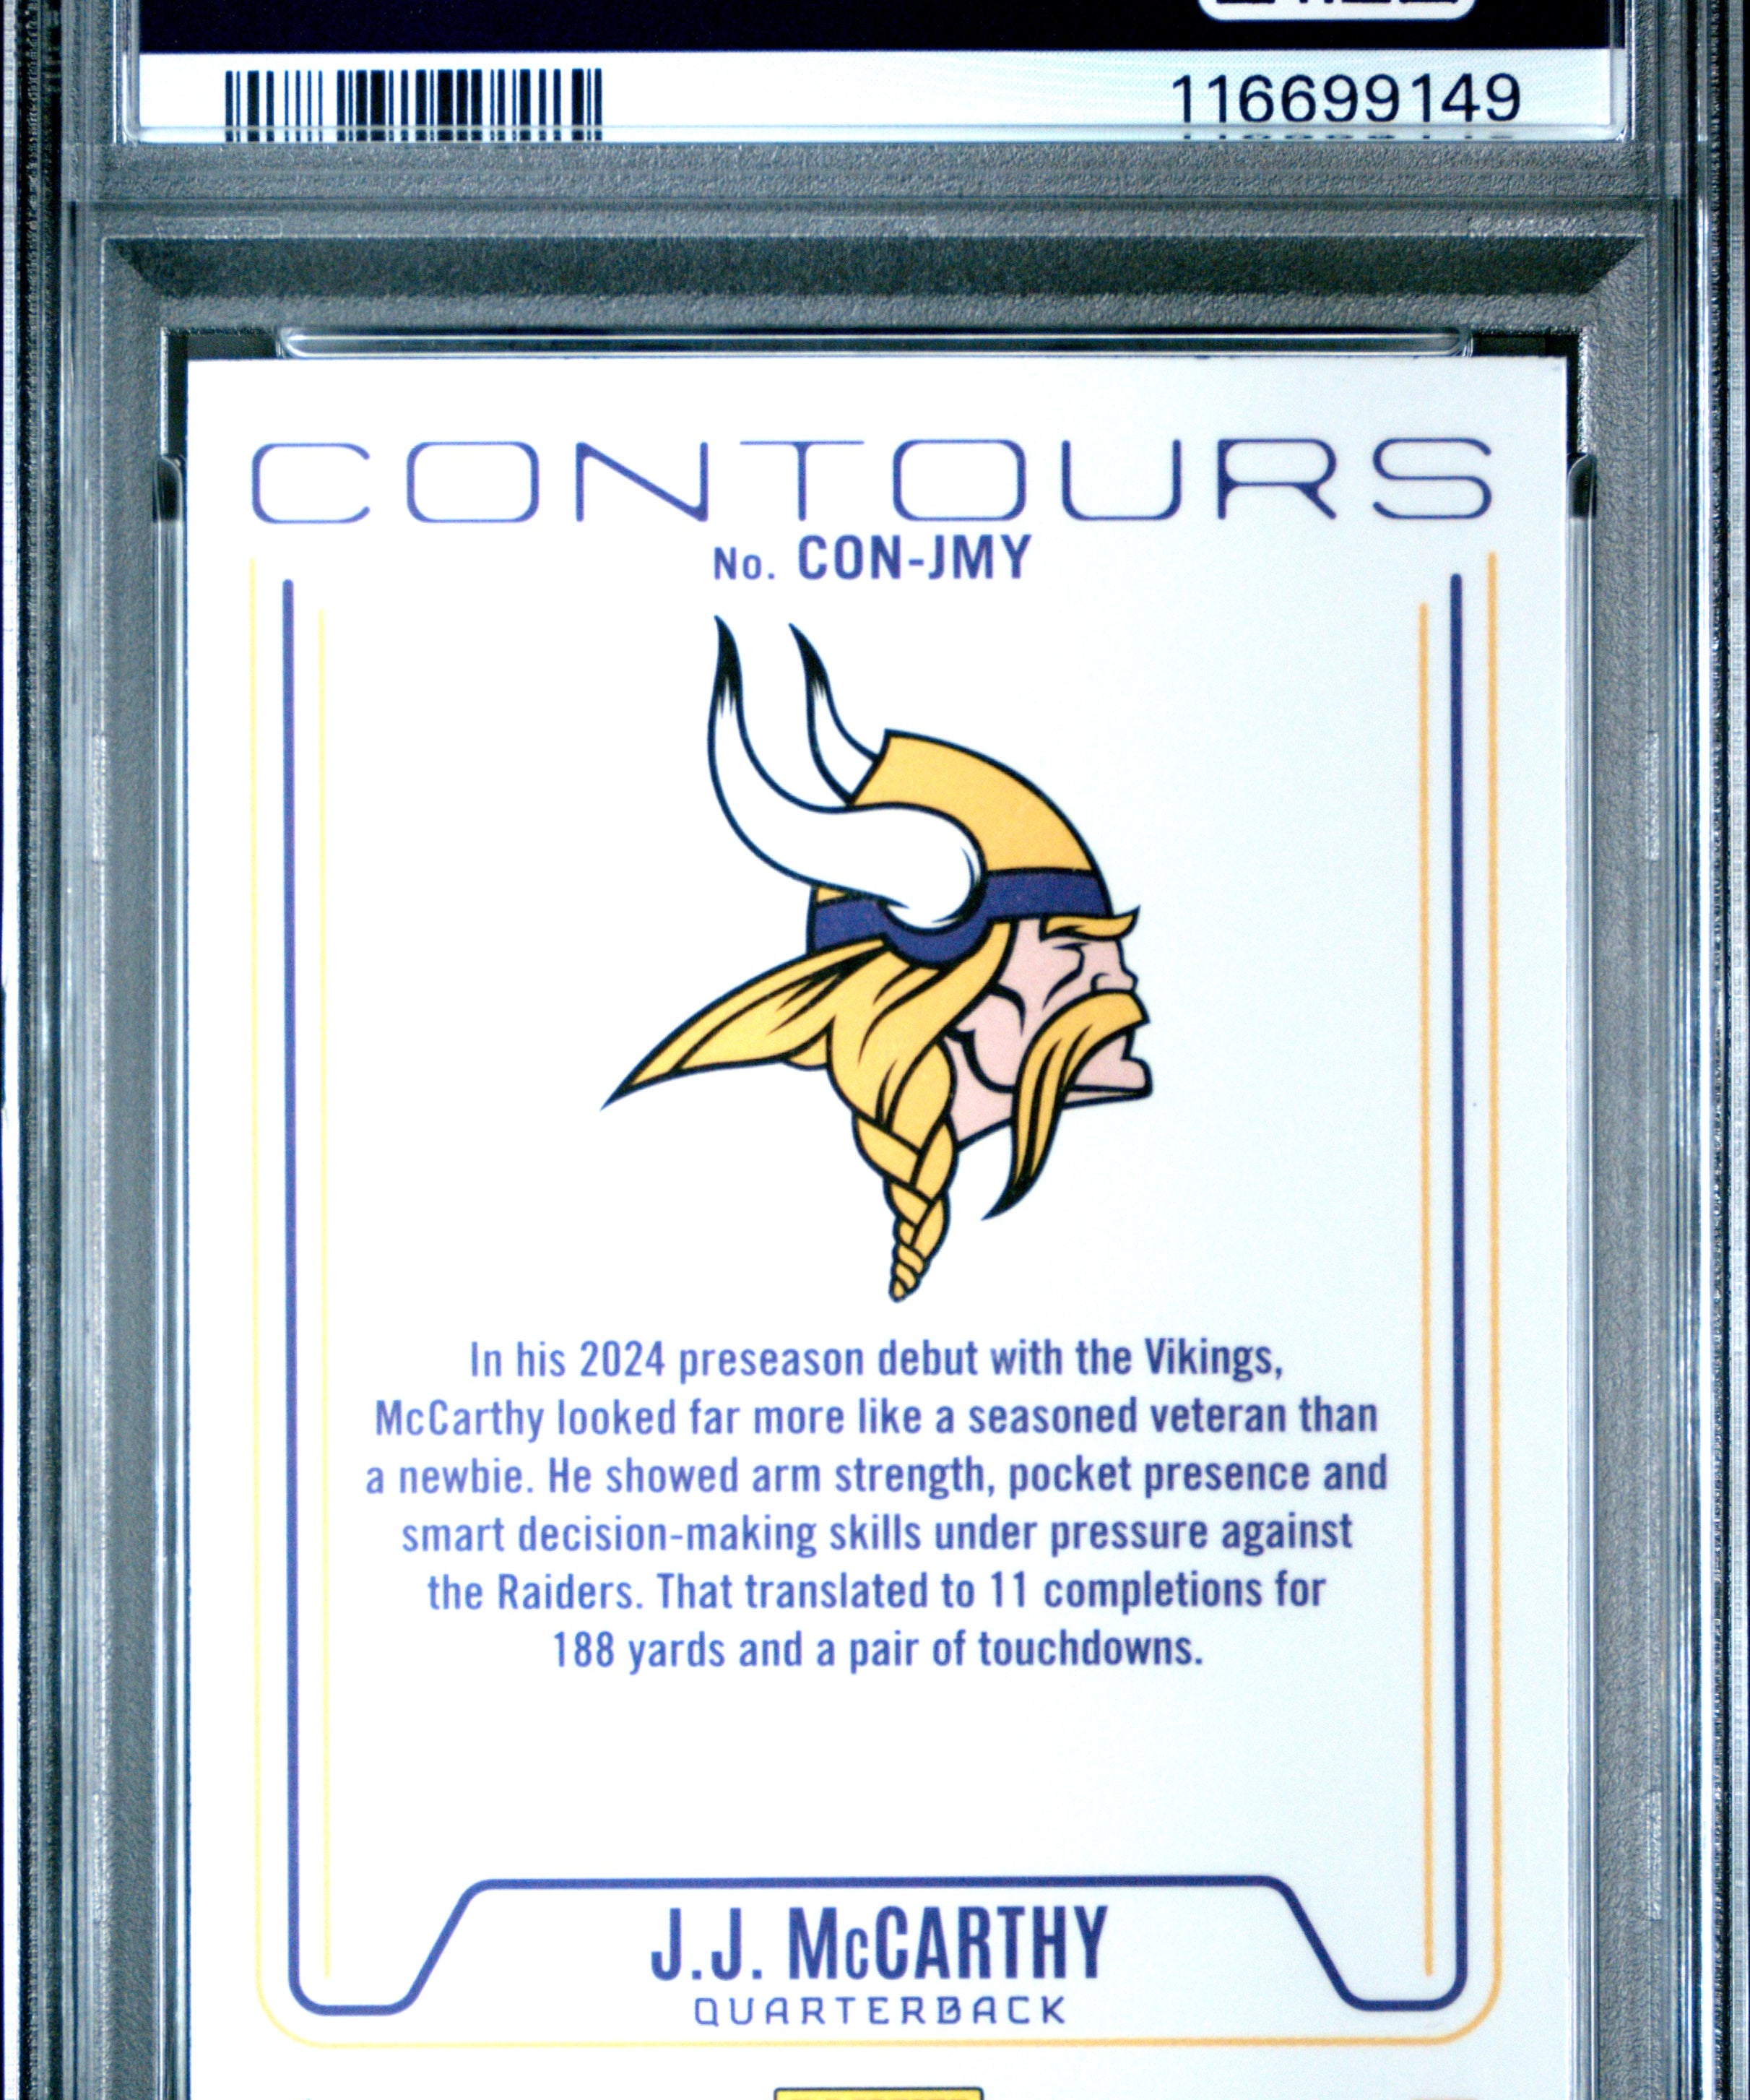 116699149
CONTOURS
No. CON-JMY
In his 2024 preseason debut with the Vikings,
McCarthy looked far more like a seasoned veteran than
a newbie. He showed arm strength, pocket presence and
smart decision-making skills under pressure against
the Raiders. That translated to 11 completions for
188 yards and a pair of touchdowns.
J.J. McCARTHY
QUARTERBACK